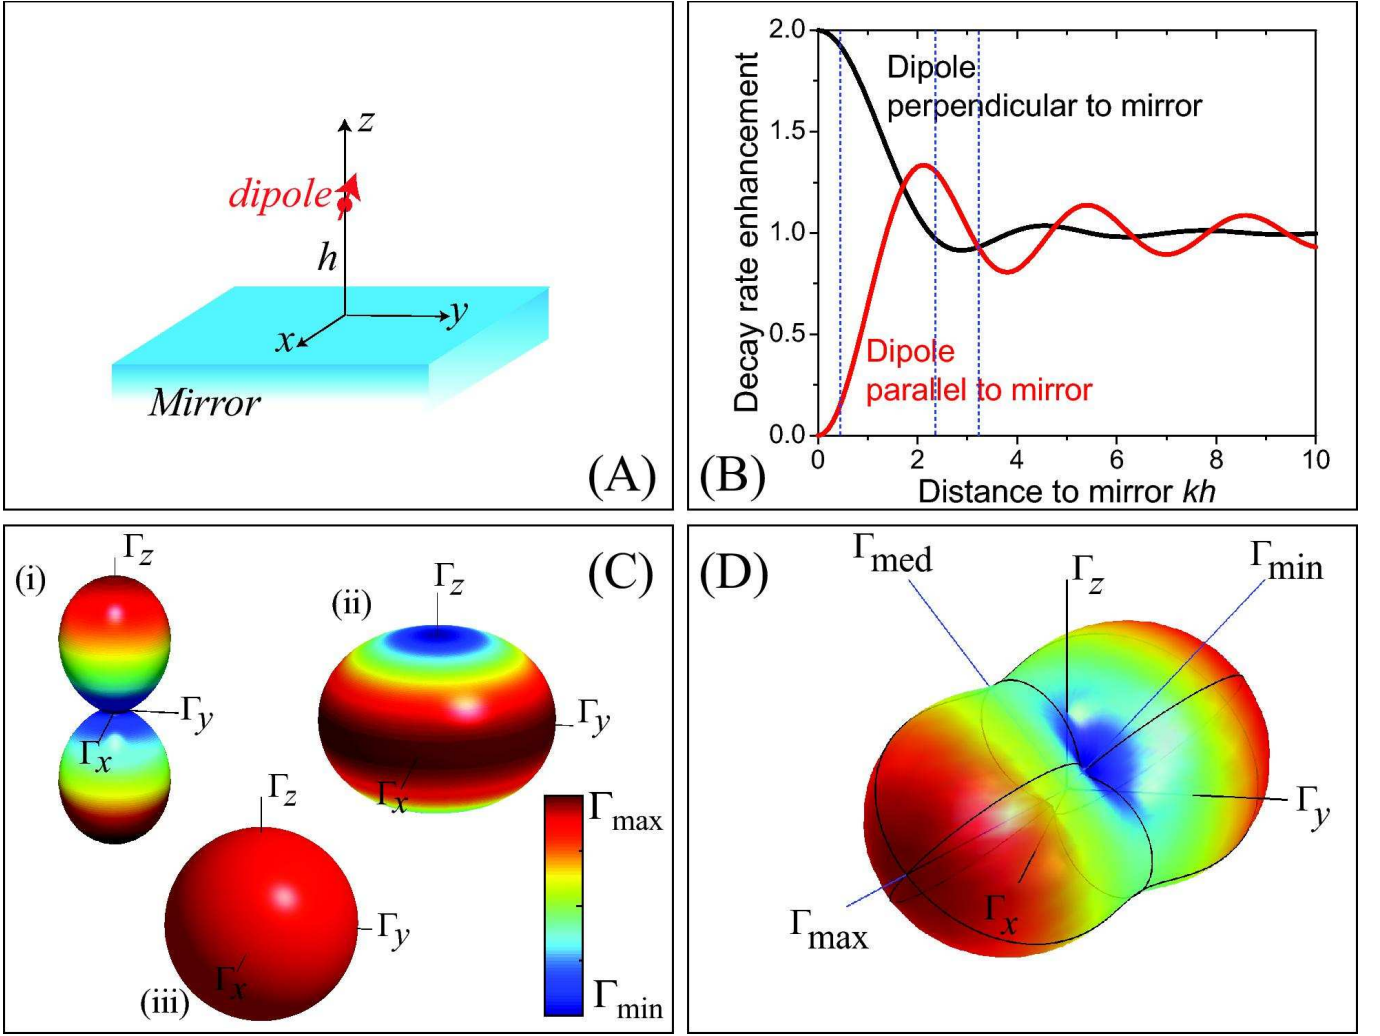 z
dipole
h
y
x
Mirror
(A)
Decay rate enhancement
2.0
1.5
1.0
0.5
0.0
Dipole
perpendicular to mirror
Dipole
parallel to mirror
0 2 4 6 8 10
Distance to mirror kh
(B)
(i)
Γz
Γy
Γx
(ii)
Γz
Γy
Γx
(C)
Γz
Γy
Γx
(iii)
Γmax
Γmin
(D)
Γmed
Γz
Γmin
Γy
Γx
Γmax